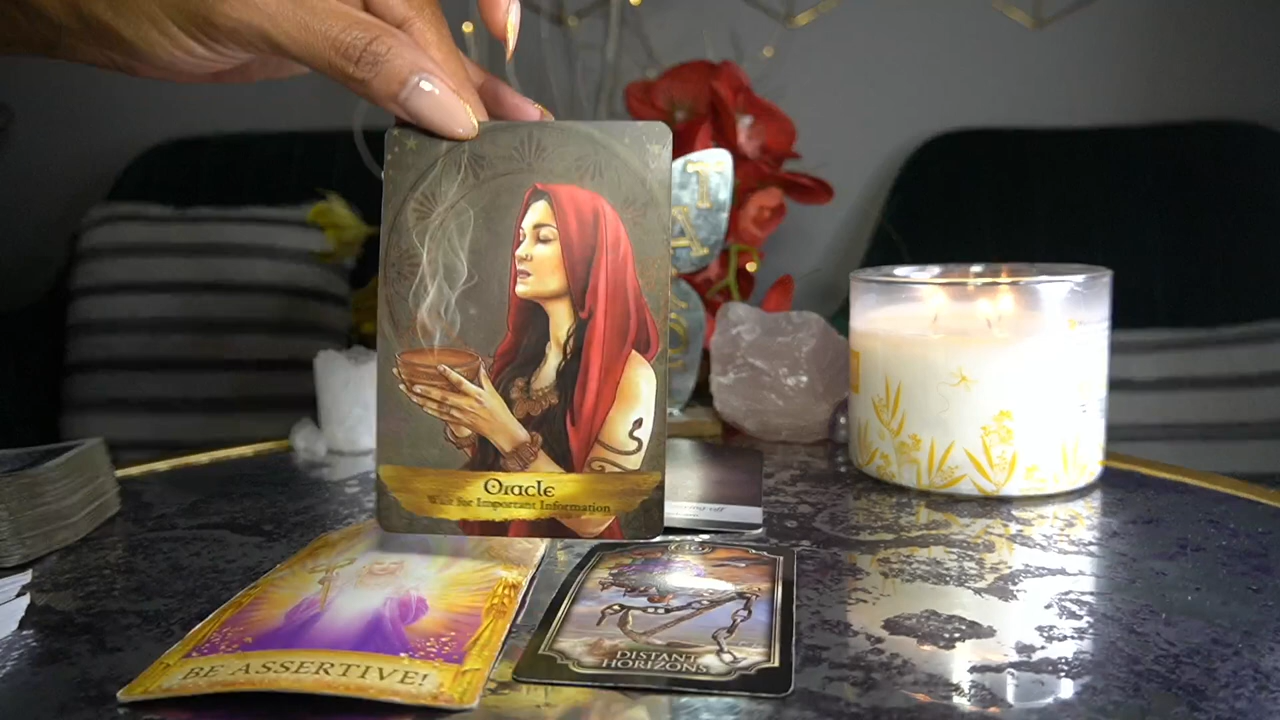 T
A
Oracle
Wait for Important Information
BE ASSERTIVE!
DISTANT
HORIZONS